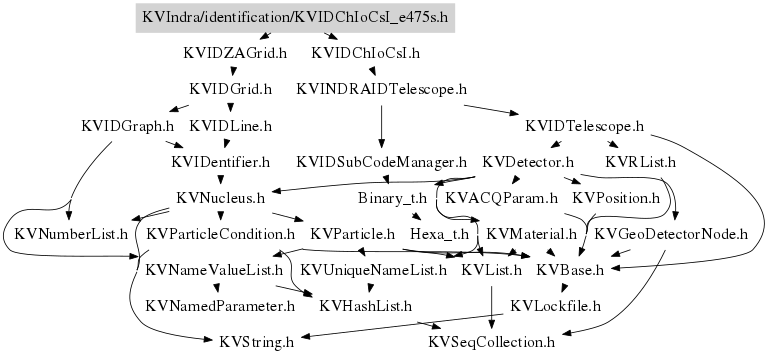 KVIndra/identification/KVIDChIoCsI_e475s.h
KVIDZAGrid.h
KVIDChIoCsI.h
KVIDGrid.h
KVINDRAIDTelescope.h
KVIDGraph.h
KVIDLine.h
KVIDTelescope.h
KVIDentifier.h
KVIDSubCodeManager.h
KVDetector.h
KVRList.h
KVNucleus.h
Binary_t.h
KVACQParam.h
KVPosition.h
KVNumberList.h
KVParticleCondition.h
KVParticle.h
Hexa_t.h
KVMaterial.h
KVGeoDetectorNode.h
KVNameValueList.h
KVUniqueNameList.h
KVList.h
KVBase.h
KVNamedParameter.h
KVHashList.h
KVLockfile.h
KVString.h
KVSeqCollection.h